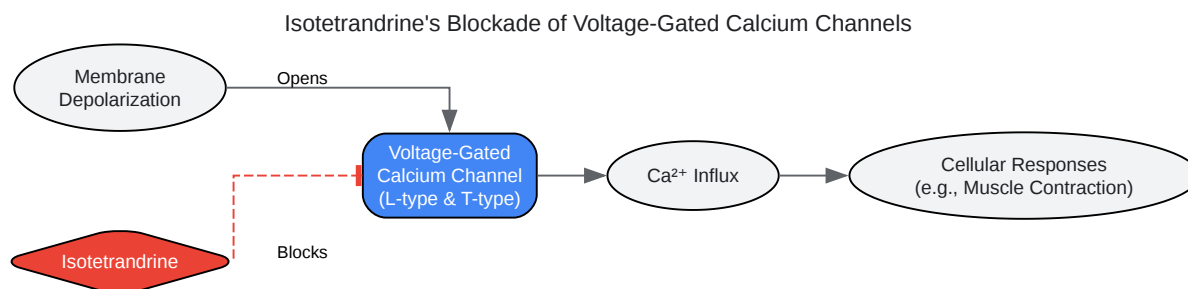 Isotetrandrine's Blockade of Voltage-Gated Calcium Channels
Membrane
Depolarization
Opens
Voltage-Gated
Calcium Channel
(L-type & T-type)
Ca²⁺ Influx
Cellular Responses
(e.g., Muscle Contraction)
Isotetrandrine
Blocks